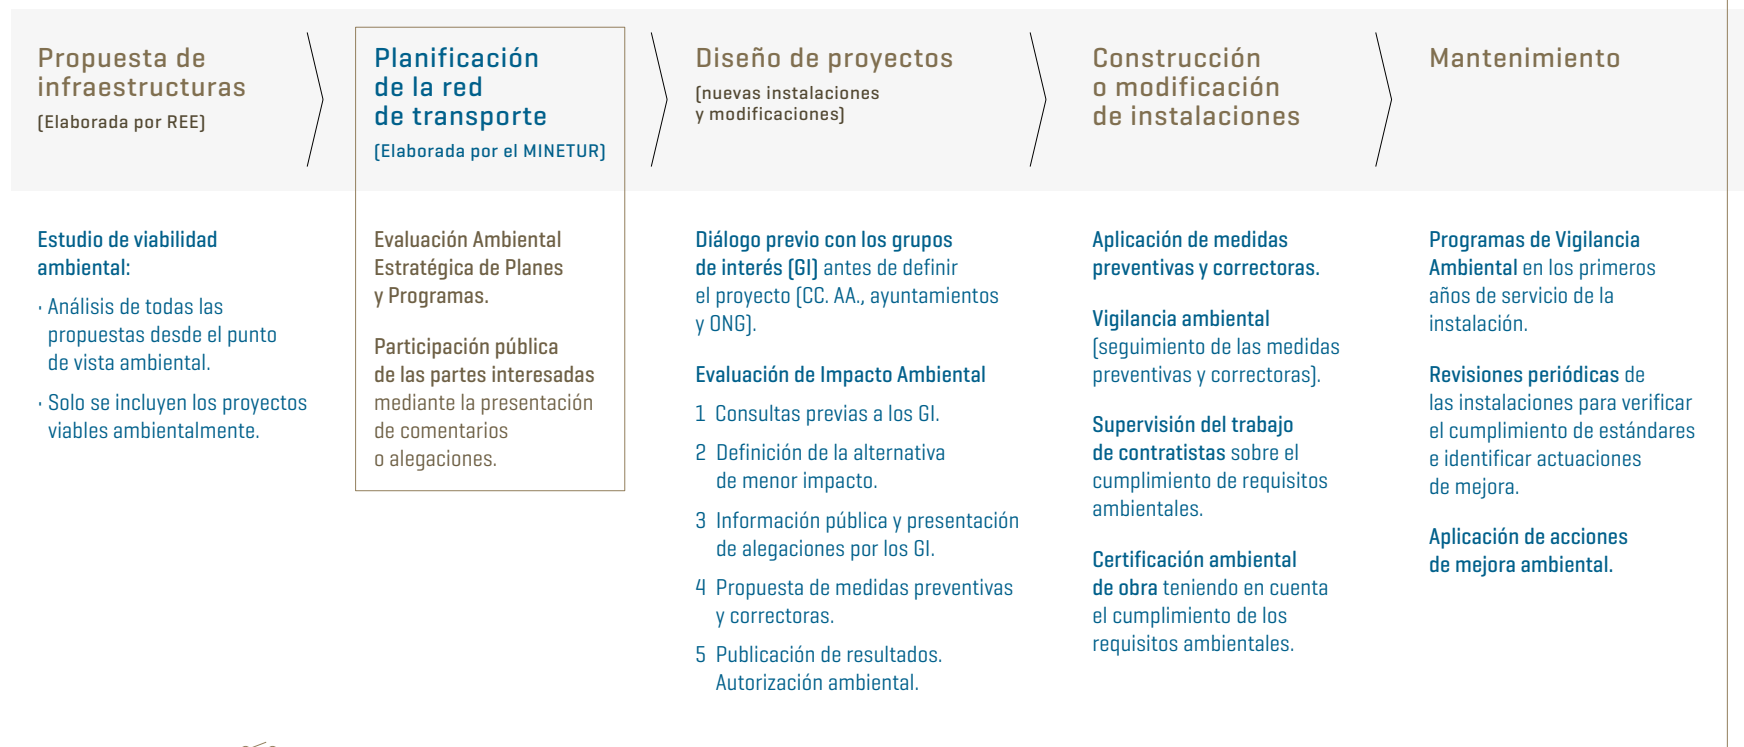 Propuesta de
infraestructuras
(Elaborada por REE)
Estudio de viabilidad
ambiental:
· Análisis de todas las
propuestas desde el punto
de vista ambiental.
· Solo se incluyen los proyectos
viables ambientalmente.
Planificación
de la red
de transporte
(Elaborada por el MINETUR)
Evaluación Ambiental
Estratégica de Planes
y Programas.
Participación pública
de las partes interesadas
mediante la presentación
de comentarios
o alegaciones.
Diseño de proyectos
(nuevas instalaciones
y modificaciones)
Diálogo previo con los grupos
de interés (GI) antes de definir
el proyecto (CC. AA., ayuntamientos
y ONG).
Evaluación de Impacto Ambiental
1 Consultas previas a los GI.
2 Definición de la alternativa
de menor impacto.
3 Información pública y presentación
de alegaciones por los GI.
4 Propuesta de medidas preventivas
y correctoras.
5 Publicación de resultados.
Autorización ambiental.
Construcción
o modificación
de instalaciones
Aplicación de medidas
preventivas y correctoras.
Vigilancia ambiental
(seguimiento de las medidas
preventivas y correctoras).
Supervisión del trabajo
de contratistas sobre el
cumplimiento de requisitos
ambientales.
Certificación ambiental
de obra teniendo en cuenta
el cumplimiento de los
requisitos ambientales.
Mantenimiento
Programas de Vigilancia
Ambiental en los primeros
años de servicio de la
instalación.
Revisiones periódicas de
las instalaciones para verificar
el cumplimiento de estándares
e identificar actuaciones
de mejora.
Aplicación de acciones
de mejora ambiental.